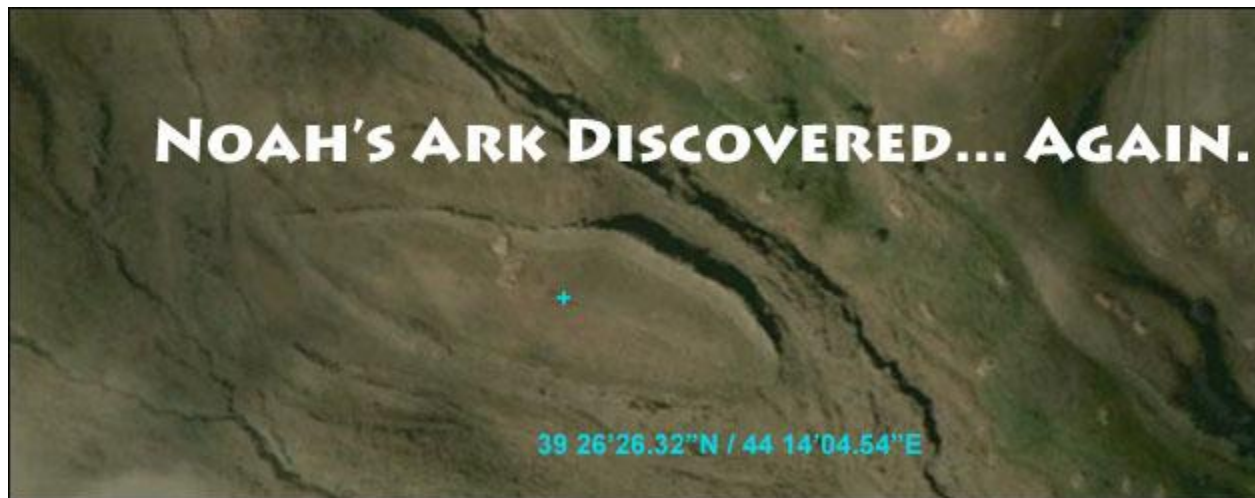 Noah's Ark Discovered... Again.
39 26'26.32”N / 44 14'04.54”E